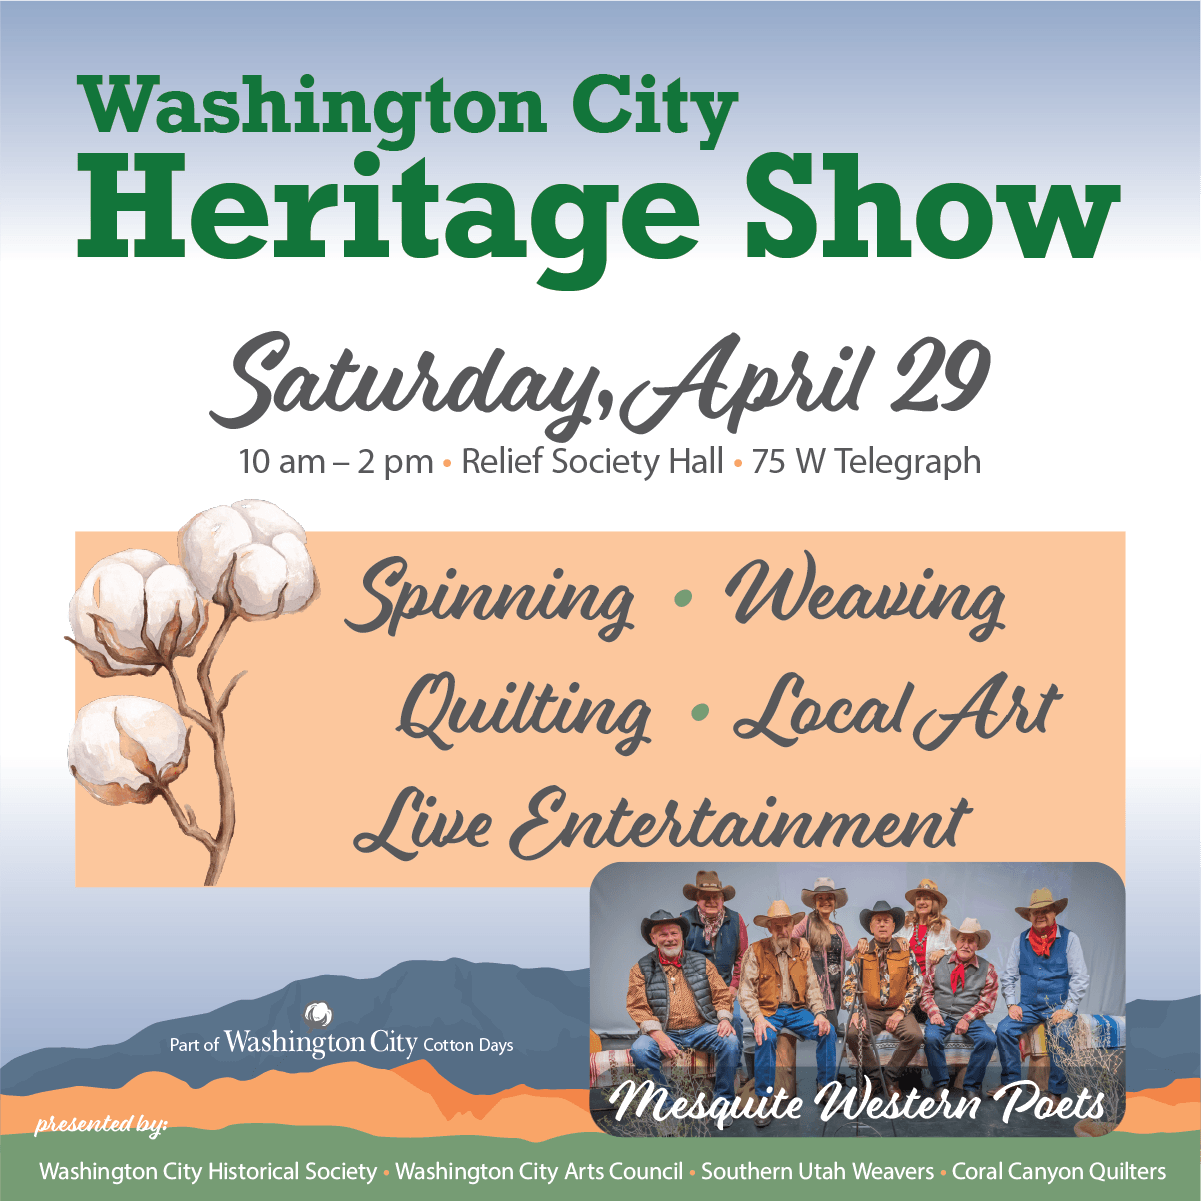 Washington City
Heritage Show
Saturday, April 29
10 am – 2 pm • Relief Society Hall • 75 W Telegraph
Spinning • Weaving
Quilting • Local Art
Live Entertainment
Mesquite Western Poets
Part of Washington City Cotton Days
presented by:
Washington City Historical Society • Washington City Arts Council • Southern Utah Weavers • Coral Canyon Quilters